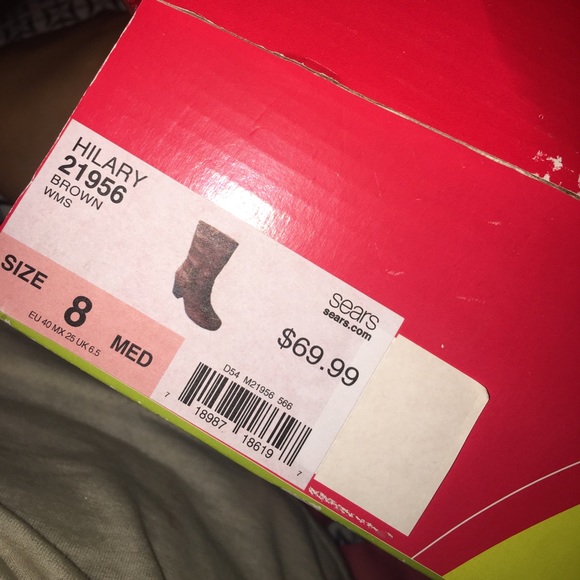 HILARY
21956
BROWN
WMS
SIZE 8 MED
EU 40 MX 25 UK 6.5
sears
sears.com
$69.99
D54 M21956 566
7 18987 18619 7